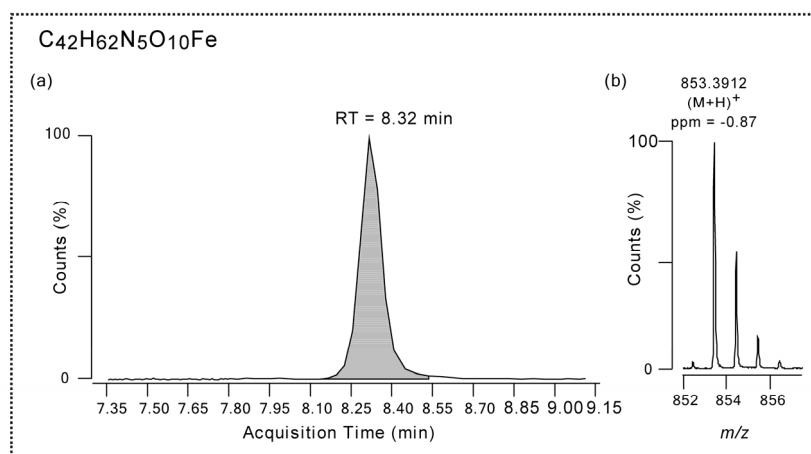 C42H62N5O10Fe
(a)
RT = 8.32 min
100
Counts (%)
0
7.35 7.50 7.65 7.80 7.95 8.10 8.25 8.40 8.55 8.70 8.85 9.00 9.15
Acquisition Time (min)
(b)
853.3912
(M+H)+
ppm = -0.87
100
Counts (%)
0
852 854 856
m/z